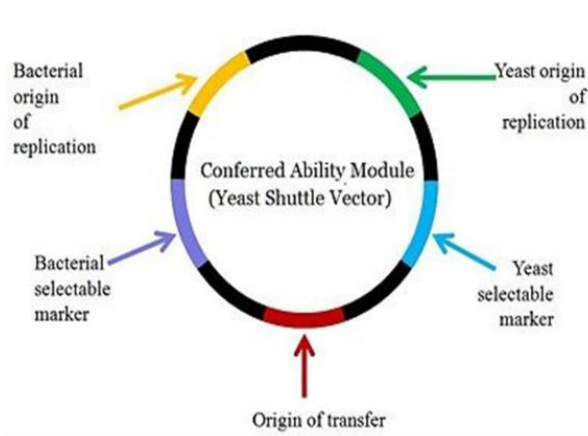 Bacterial
origin
of
replication
Yeast origin
of
replication
Conferred Ability Module
(Yeast Shuttle Vector)
Bacterial
selectable
marker
Yeast
selectable
marker
Origin of transfer